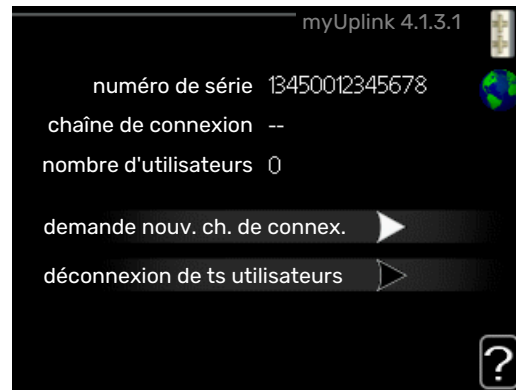 myUplink 4.1.3.1
numéro de série 13450012345678
chaîne de connexion --
nombre d'utilisateurs 0
demande nouv. ch. de connex.
déconnexion de ts utilisateurs
?